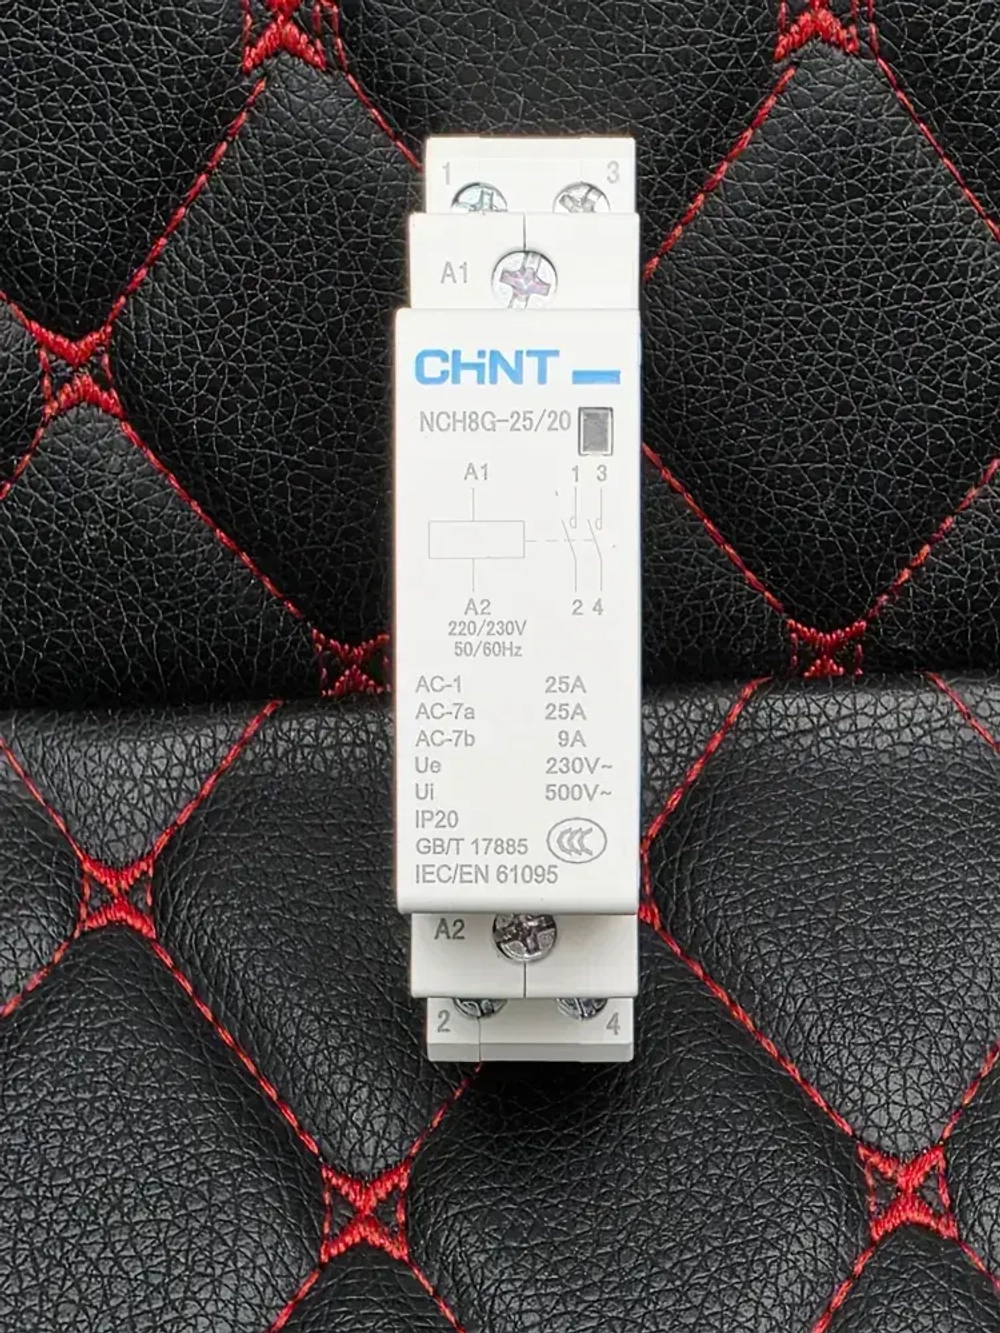 1 3
A1
CHiNT
NCH8G-25/20
A1 1 3
A2 2 4
220/230V
50/60Hz
AC-1 25A
AC-7a 25A
AC-7b 9A
Ue 230V~
Ui 500V~
IP20
GB/T 17885 CCC
IEC/EN 61095
A2
2 4